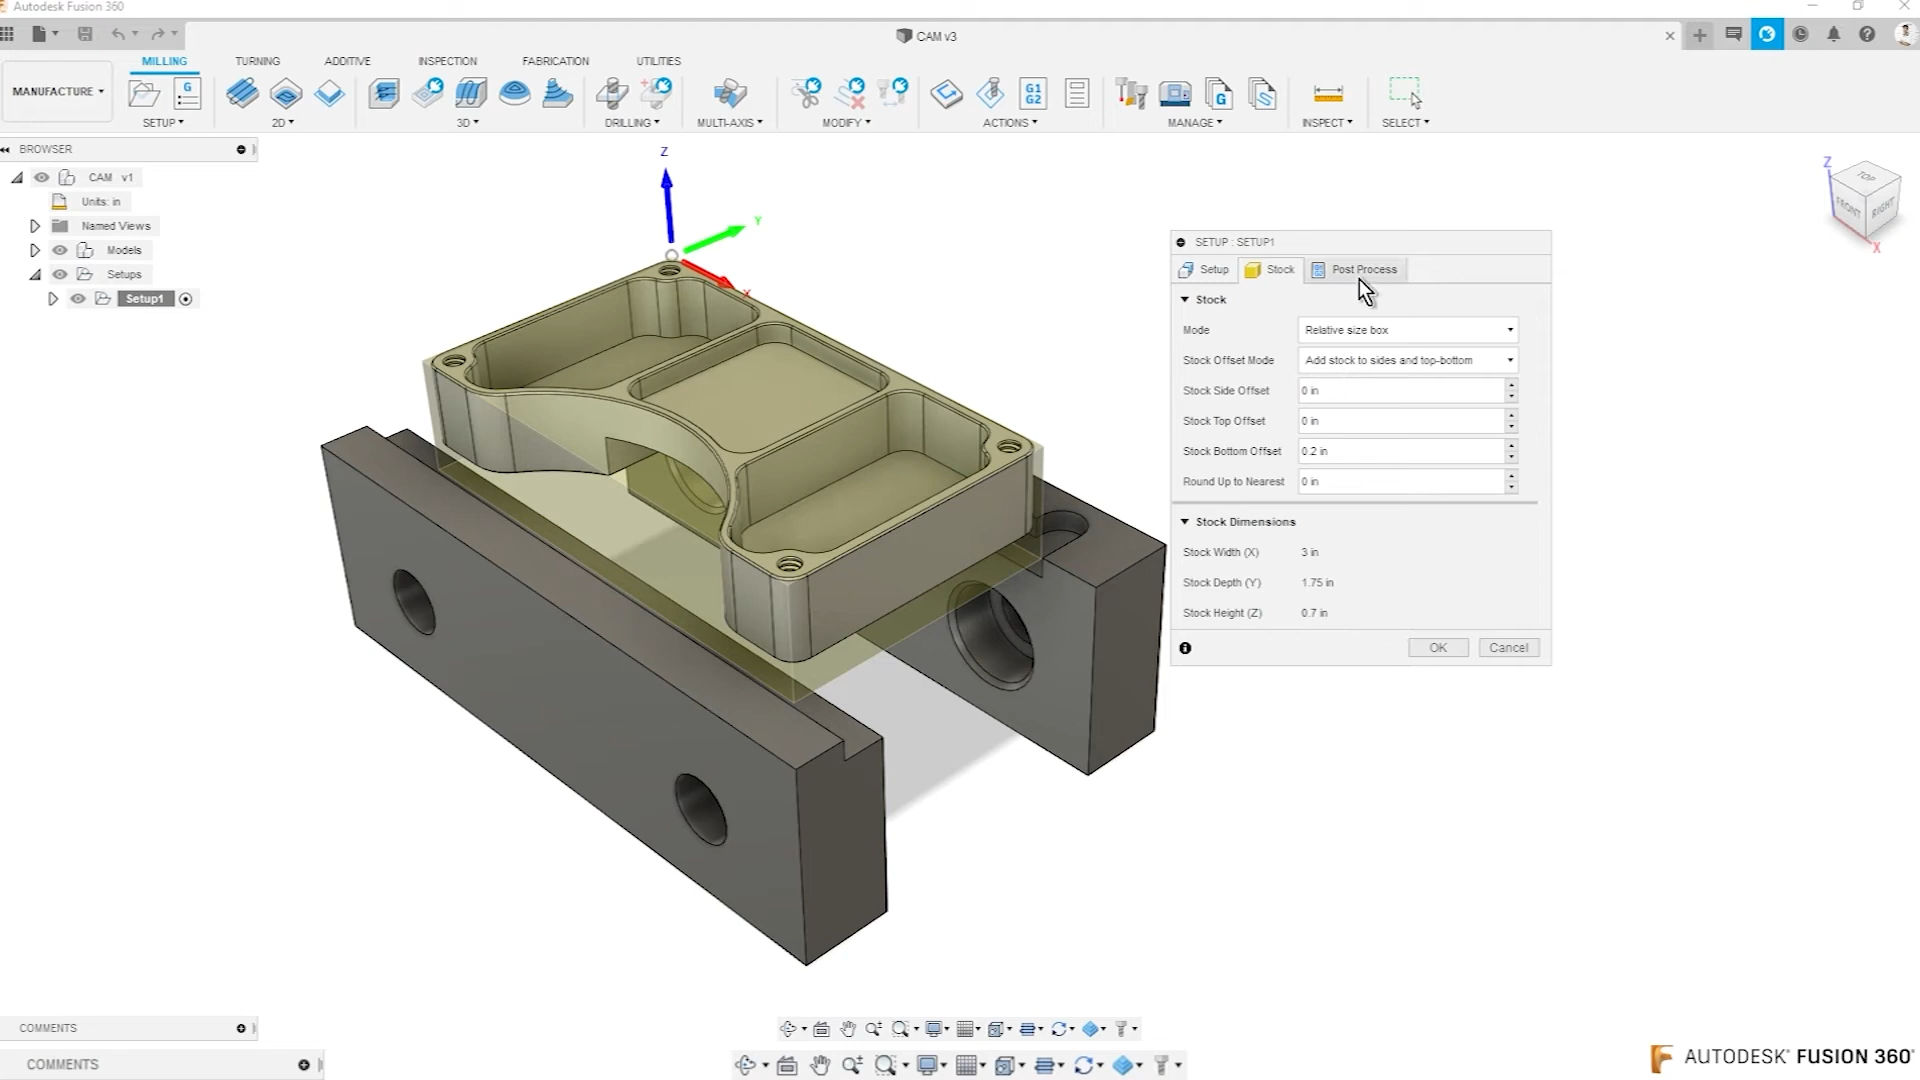 Autodesk Fusion 360
CAM v3
MILLING TURNING ADDITIVE INSPECTION FABRICATION UTILITIES
MANUFACTURE
G
G1
G2
G
SETUP 2D 3D DRILLING MULTI-AXIS MODIFY ACTIONS MANAGE INSPECT SELECT
BROWSER
CAM v1
Units: in
Named Views
Models
Setups
Setup1
Z
Y
X
Z
TOP
FRONT
RIGHT
X
SETUP : SETUP1
Setup Stock Post Process
Stock
Mode Relative size box
Stock Offset Mode Add stock to sides and top-bottom
Stock Side Offset 0 in
Stock Top Offset 0 in
Stock Bottom Offset 0.2 in
Round Up to Nearest 0 in
Stock Dimensions
Stock Width (X) 3 in
Stock Depth (Y) 1.75 in
Stock Height (Z) 0.7 in
OK Cancel
COMMENTS
COMMENTS
AUTODESK® FUSION 360®